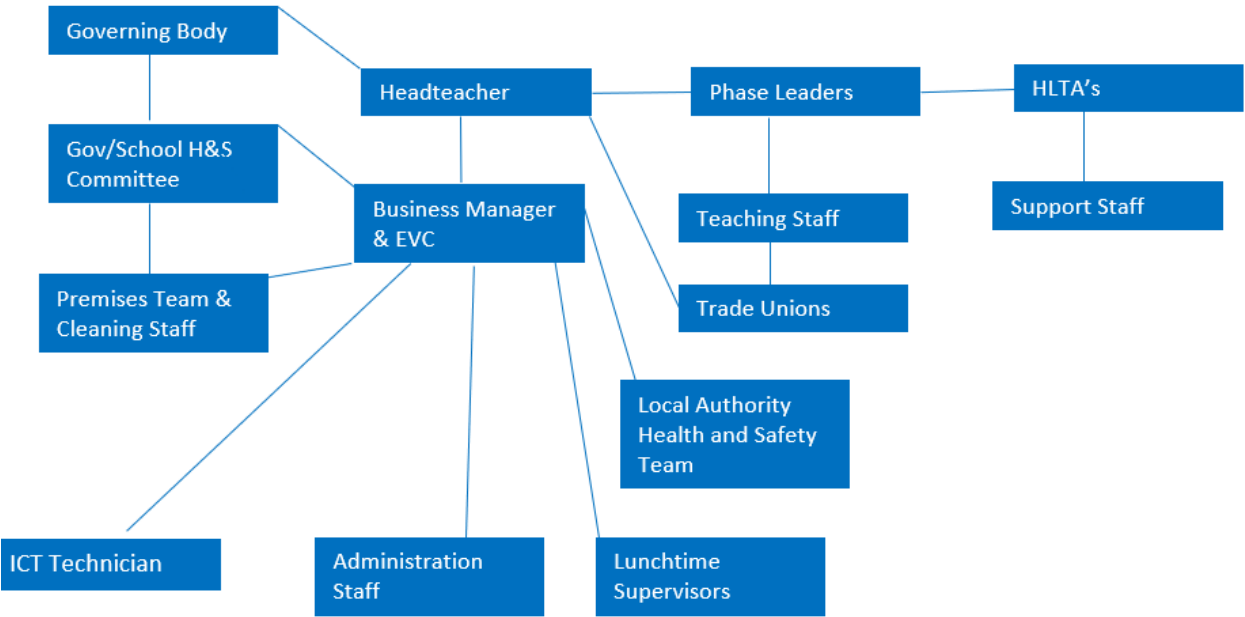 Governing Body
Headteacher
Phase Leaders
HLTA’s
Gov/School H&S
Committee
Business Manager
& EVC
Teaching Staff
Support Staff
Premises Team &
Cleaning Staff
Trade Unions
Local Authority
Health and Safety
Team
ICT Technician
Administration
Staff
Lunchtime
Supervisors